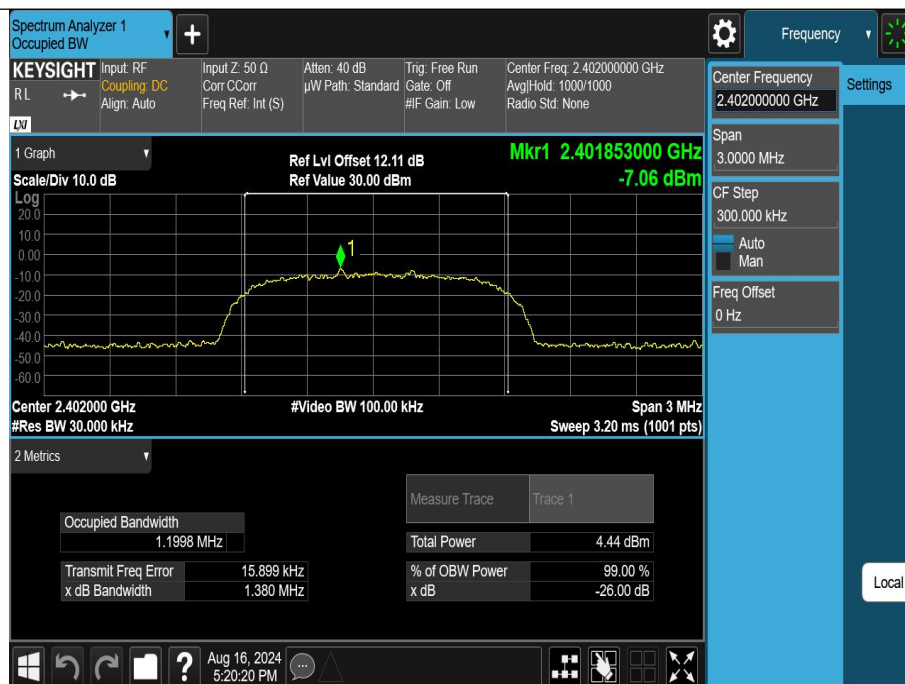 Spectrum Analyzer 1
Occupied BW
Frequency
KEYSIGHT
RL
LXI
Input: RF
Coupling: DC
Align: Auto
Input Z: 50 Ω
Corr CCorr
Freq Ref: Int (S)
Atten: 40 dB
µW Path: Standard
Trig: Free Run
Gate: Off
#IF Gain: Low
Center Freq: 2.402000000 GHz
Avg|Hold: 1000/1000
Radio Std: None
Center Frequency
2.402000000 GHz
Settings
Span
3.0000 MHz
CF Step
300.000 kHz
Auto
Man
Freq Offset
0 Hz
Local
1 Graph
Scale/Div 10.0 dB
Ref Lvl Offset 12.11 dB
Ref Value 30.00 dBm
Mkr1 2.401853000 GHz
-7.06 dBm
Log
20.0
10.0
0.00
-10.0
-20.0
-30.0
-40.0
-50.0
-60.0
1
Center 2.402000 GHz
#Video BW 100.00 kHz
Span 3 MHz
#Res BW 30.000 kHz
Sweep 3.20 ms (1001 pts)
2 Metrics
Measure Trace
Trace 1
Occupied Bandwidth
1.1998 MHz
Total Power
4.44 dBm
Transmit Freq Error
15.899 kHz
% of OBW Power
99.00 %
x dB Bandwidth
1.380 MHz
x dB
-26.00 dB
?
Aug 16, 2024
5:20:20 PM